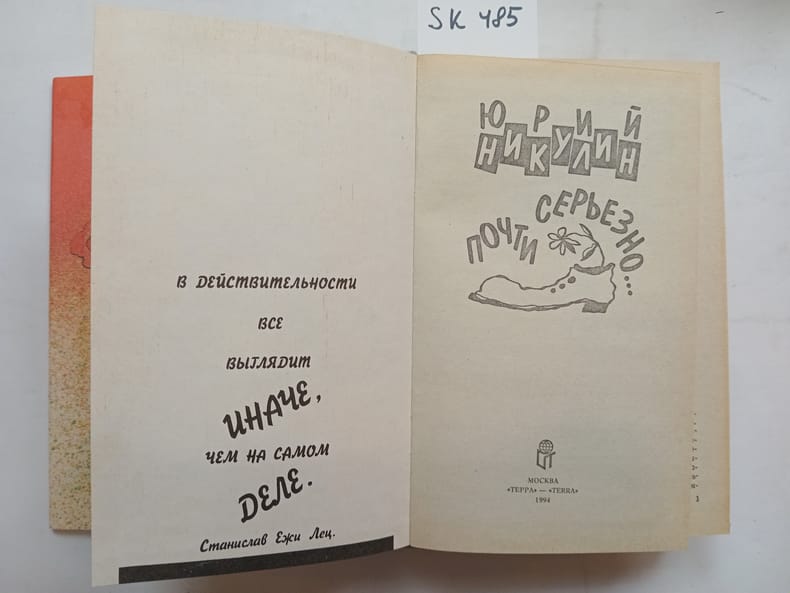 SK 485
В ДЕЙСТВИТЕЛЬНОСТИ
ВСЕ
ВЫГЛЯДИТ
ИНАЧЕ,
ЧЕМ НА САМОМ
ДЕЛЕ.
Станислав Ежи Лец.
ЮРИЙ
НИКУЛИН
ПОЧТИ СЕРЬЕЗНО...
МОСКВА
«ТЕРРА» — «TERRA»
1994